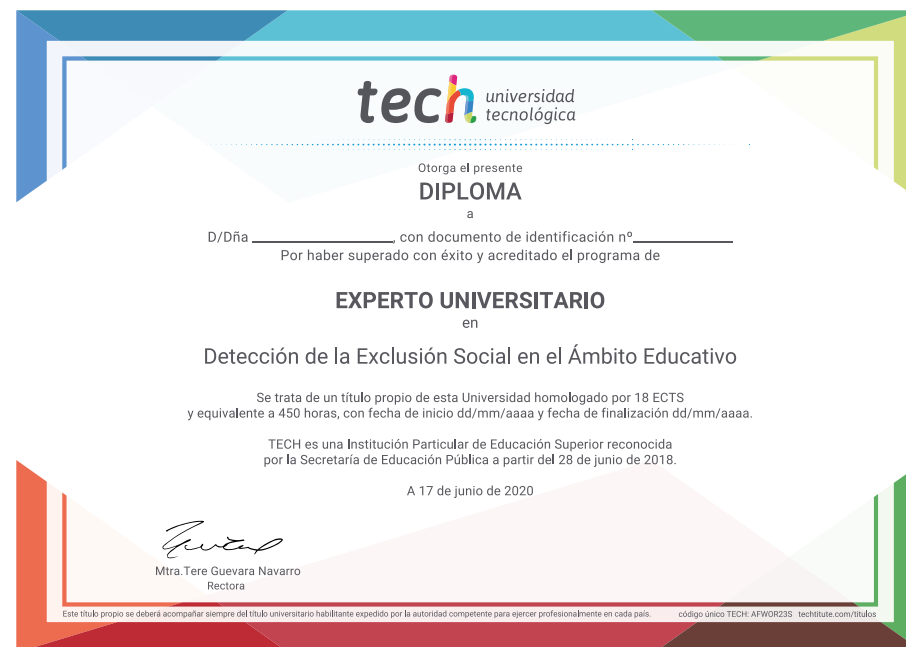 tech universidad
tecnológica
Otorga el presente
DIPLOMA
a
D/Dña ____________________, con documento de identificación nº______________
Por haber superado con éxito y acreditado el programa de
EXPERTO UNIVERSITARIO
en
Detección de la Exclusión Social en el Ámbito Educativo
Se trata de un título propio de esta Universidad homologado por 18 ECTS
y equivalente a 450 horas, con fecha de inicio dd/mm/aaaa y fecha de finalización dd/mm/aaaa.
TECH es una Institución Particular de Educación Superior reconocida
por la Secretaría de Educación Pública a partir del 28 de junio de 2018.
A 17 de junio de 2020
Mtra.Tere Guevara Navarro
Rectora
Este título propio se deberá acompañar siempre del título universitario habilitante expedido por la autoridad competente para ejercer profesionalmente en cada país. código único TECH: AFWOR23S techtitute.com/titulos